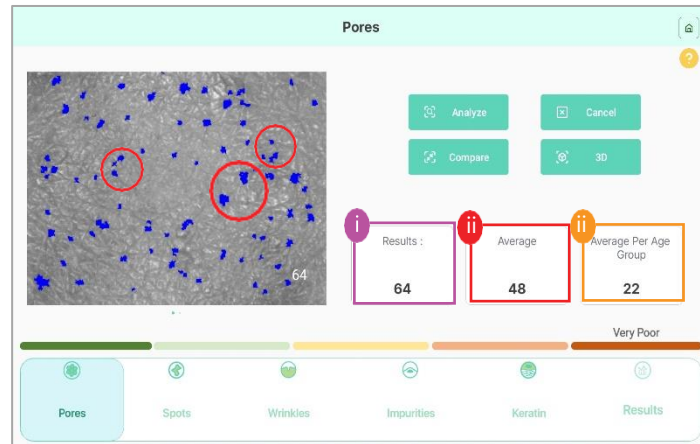 Pores
?
Analyze
Cancel
Compare
3D
i
ii
ii
Results :
Average
Average Per Age
Group
64
48
22
64
Very Poor
Pores
Spots
Wrinkles
Impurities
Keratin
Results